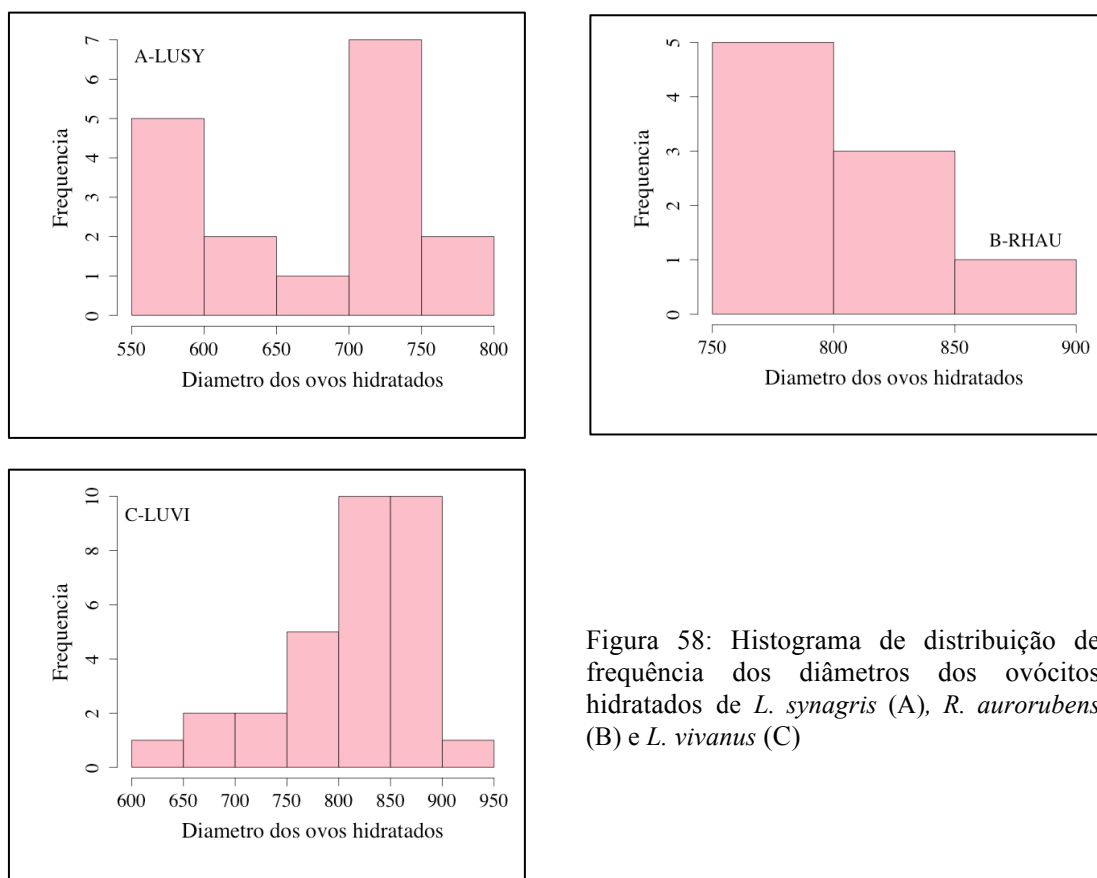 A-LUSY
7
6
5
4
3
2
1
0
Frequencia
550 600 650 700 750 800
Diametro dos ovos hidratados
B-RHAU
5
4
3
2
1
0
Frequencia
750 800 850 900
Diametro dos ovos hidratados
C-LUVI
10
8
6
4
2
0
Frequencia
600 650 700 750 800 850 900 950
Diametro dos ovos hidratados
Figura 58: Histograma de distribuição de
frequência dos diâmetros dos ovócitos
hidratados de L. synagris (A), R. aurorubens
(B) e L. vivanus (C)